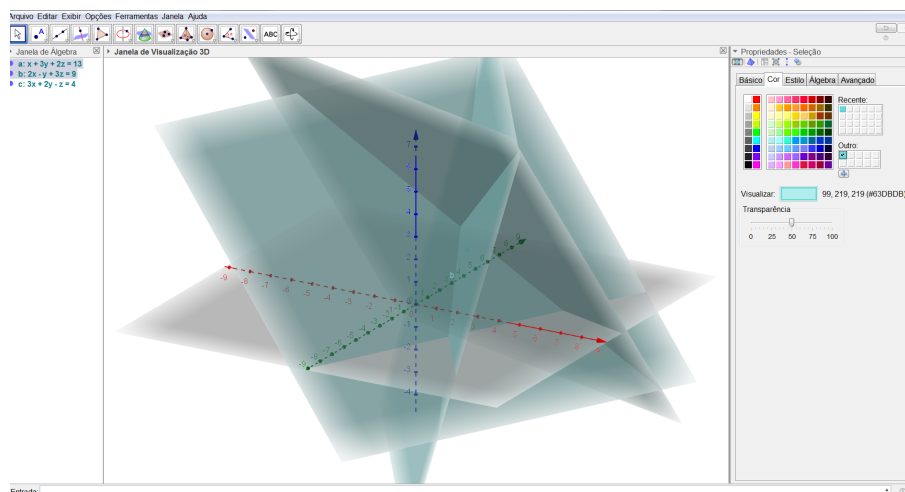 Arquivo Editar Exibir Opções Ferramentas Janela Ajuda
ABC
Janela de Álgebra
Janela de Visualização 3D
Propriedades - Seleção
a: x + 3y + 2z = 13
b: 2x - y + 3z = 9
c: 3x + 2y - z = 4
Básico Cor Estilo Álgebra Avançado
Recente:
Outro:
Visualizar: 99, 219, 219 (#63DBDB)
Transparência
0 25 50 75 100
b
Entrada: